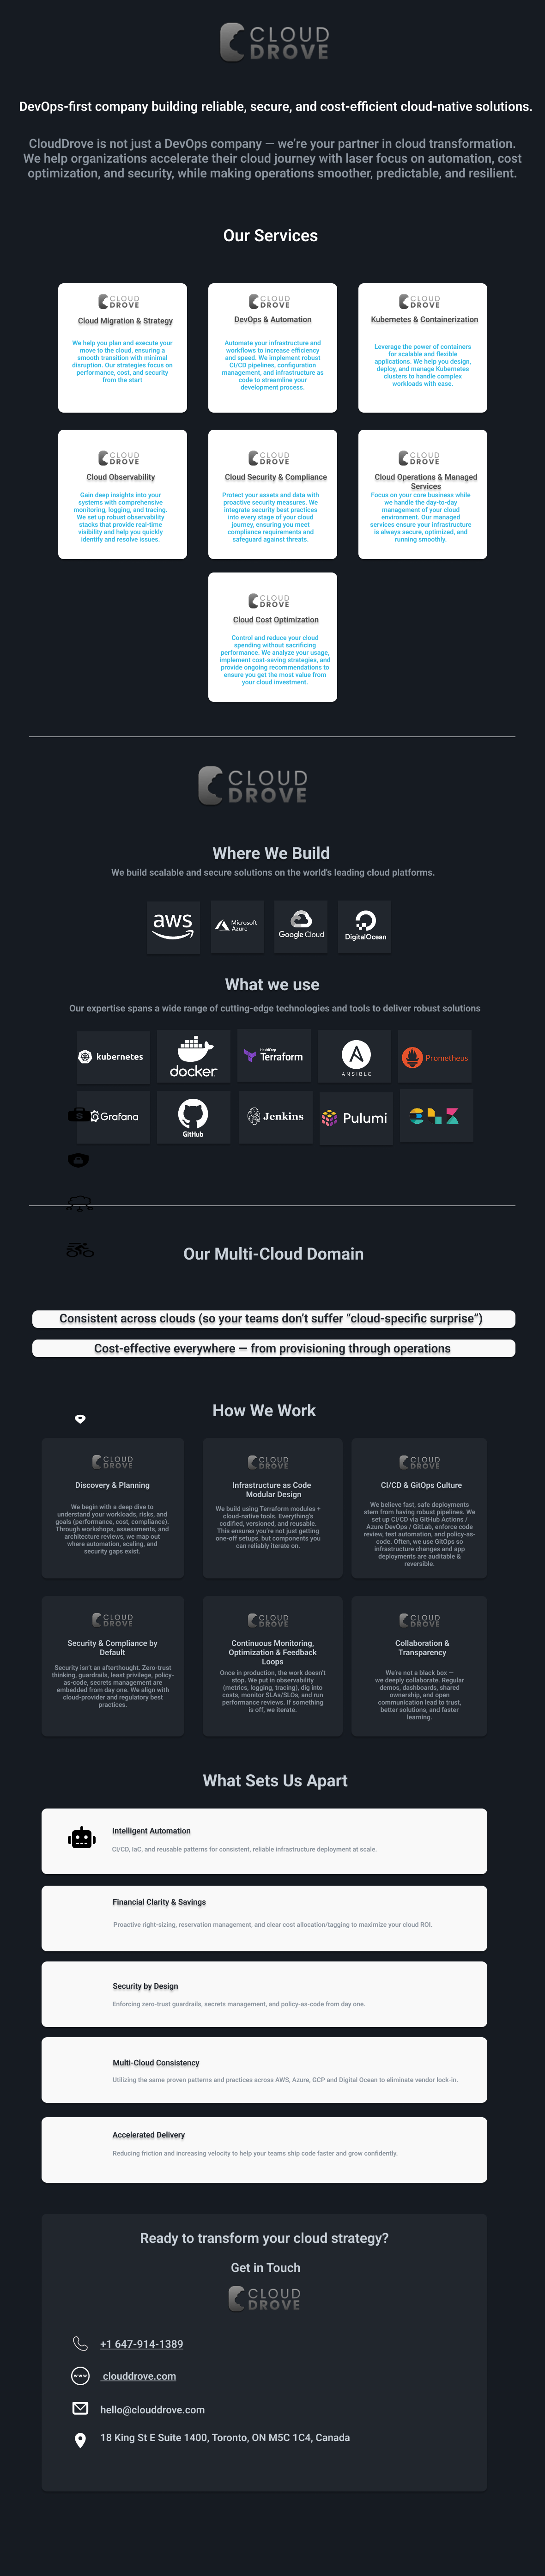 CLOUD
DROVE
DevOps-first company building reliable, secure, and cost-efficient cloud-native solutions.
CloudDrove is not just a DevOps company — we're your partner in cloud transformation.
We help organizations accelerate their cloud journey with laser focus on automation, cost
optimization, and security, while making operations smoother, predictable, and resilient.
Our Services
CLOUD
DROVE
Cloud Migration & Strategy
We help you plan and execute your
move to the cloud, ensuring a
smooth transition with minimal
disruption. Our strategies focus on
performance, cost, and security
from the start
CLOUD
DROVE
DevOps & Automation
Automate your infrastructure and
workflows to increase efficiency
and speed. We implement robust
CI/CD pipelines, configuration
management, and infrastructure as
code to streamline your
development process.
CLOUD
DROVE
Kubernetes & Containerization
Leverage the power of containers
for scalable and flexible
applications. We help you design,
deploy, and manage Kubernetes
clusters to handle complex
workloads with ease.
CLOUD
DROVE
Cloud Observability
Gain deep insights into your
systems with comprehensive
monitoring, logging, and tracing.
We set up robust observability
stacks that provide real-time
visibility and help you quickly
identify and resolve issues.
CLOUD
DROVE
Cloud Security & Compliance
Protect your assets and data with
proactive security measures. We
integrate security best practices
into every stage of your cloud
journey, ensuring you meet
compliance requirements and
safeguard against threats.
CLOUD
DROVE
Cloud Operations & Managed
Services
Focus on your core business while
we handle the day-to-day
management of your cloud
environment. Our managed
services ensure your infrastructure
is always secure, optimized, and
running smoothly.
CLOUD
DROVE
Cloud Cost Optimization
Control and reduce your cloud
spending without sacrificing
performance. We analyze your usage,
implement cost-saving strategies, and
provide ongoing recommendations to
ensure you get the most value from
your cloud investment.
CLOUD
DROVE
Where We Build
We build scalable and secure solutions on the world's leading cloud platforms.
aws
Microsoft
Azure
Google Cloud
DigitalOcean
What we use
Our expertise spans a wide range of cutting-edge technologies and tools to deliver robust solutions
kubernetes
docker
HashiCorp
Terraform
ANSIBLE
Prometheus
Grafana
GitHub
Jenkins
Pulumi
Our Multi-Cloud Domain
Consistent across clouds (so your teams don't suffer "cloud-specific surprise")
Cost-effective everywhere — from provisioning through operations
How We Work
CLOUD
DROVE
Discovery & Planning
We begin with a deep dive to
understand your workloads, risks, and
goals (performance, cost, compliance).
Through workshops, assessments, and
architecture reviews, we map out
where automation, scaling, and
security gaps exist.
CLOUD
DROVE
Infrastructure as Code
Modular Design
We build using Terraform modules +
cloud-native tools. Everything's
codified, versioned, and reusable.
This ensures you're not just getting
one-off setups, but components you
can reliably iterate on.
CLOUD
DROVE
CI/CD & GitOps Culture
We believe fast, safe deployments
stem from having robust pipelines. We
set up CI/CD via GitHub Actions /
Azure DevOps / GitLab, enforce code
review, test automation, and policy-as-
code. Often, we use GitOps so
infrastructure changes and app
deployments are auditable &
reversible.
CLOUD
DROVE
Security & Compliance by
Default
Security isn't an afterthought. Zero-trust
thinking, guardrails, least privilege, policy-
as-code, secrets management are
embedded from day one. We align with
cloud-provider and regulatory best
practices.
CLOUD
DROVE
Continuous Monitoring,
Optimization & Feedback
Loops
Once in production, the work doesn't
stop. We put in observability
(metrics, logging, tracing), dig into
costs, monitor SLAs/SLOs, and run
performance reviews. If something
is off, we iterate.
CLOUD
DROVE
Collaboration &
Transparency
We're not a black box —
we deeply collaborate. Regular
demos, dashboards, shared
ownership, and open
communication lead to trust,
better solutions, and faster
learning.
What Sets Us Apart
Intelligent Automation
CI/CD, IaC, and reusable patterns for consistent, reliable infrastructure deployment at scale.
Financial Clarity & Savings
Proactive right-sizing, reservation management, and clear cost allocation/tagging to maximize your cloud ROI.
Security by Design
Enforcing zero-trust guardrails, secrets management, and policy-as-code from day one.
Multi-Cloud Consistency
Utilizing the same proven patterns and practices across AWS, Azure, GCP and Digital Ocean to eliminate vendor lock-in.
Accelerated Delivery
Reducing friction and increasing velocity to help your teams ship code faster and grow confidently.
Ready to transform your cloud strategy?
Get in Touch
CLOUD
DROVE
+1 647-914-1389
www
clouddrove.com
hello@clouddrove.com
18 King St E Suite 1400, Toronto, ON M5C 1C4, Canada